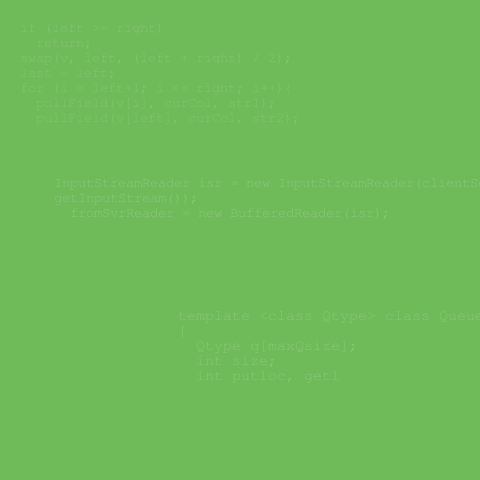 if (left >= right)
return;
swap(v, left, (left + right) / 2);
last = left;
for (i = left+1; i <= right; i++){
pullField(v[i], curCol, str1);
pullField(v[left], curCol, str2);
InputStreamReader isr = new InputStreamReader(clientS
getInputStream());
fromSvrReader = new BufferedReader(isr);
template <class Qtype> class Queue
{
Qtype q[maxQsize];
int size;
int putloc, getl